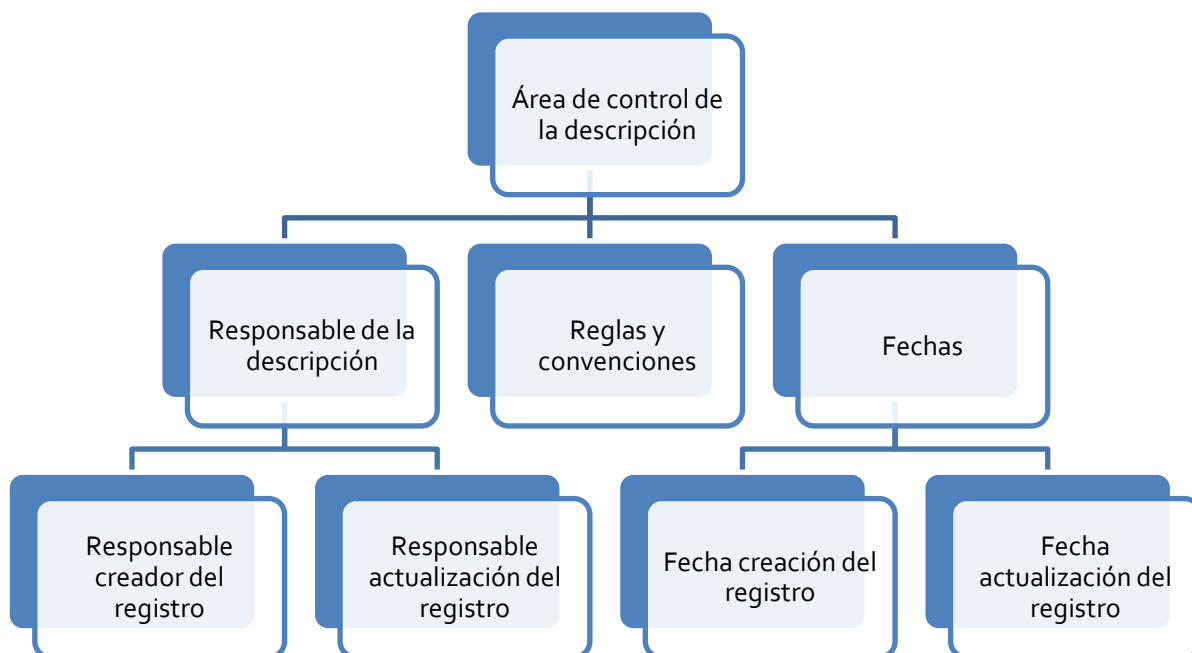 Área de control de
la descripción
Responsable de la
descripción
Reglas y
convenciones
Fechas
Responsable
creador del
registro
Responsable
actualización del
registro
Fecha creación del
registro
Fecha
actualización del
registro